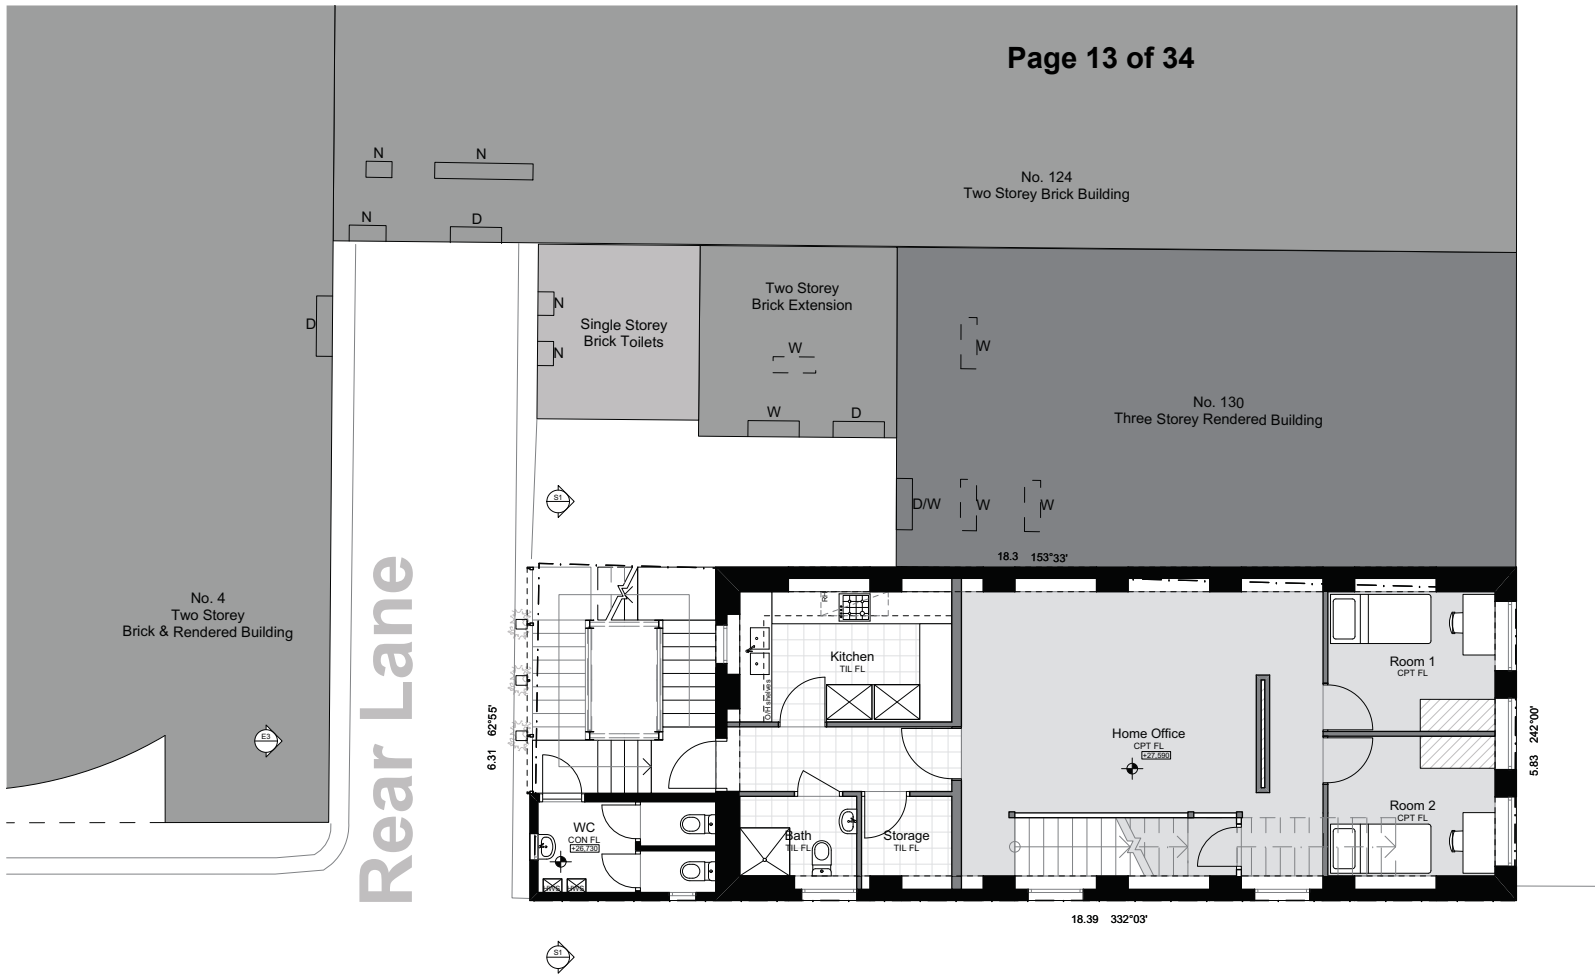 Page 13 of 34
N
N
No. 124
Two Storey Brick Building
N
D
D
N
N
Single Storey
Brick Toilets
Two Storey
Brick Extension
W
W
D
W
No. 130
Three Storey Rendered Building
D/W
W
W
S1
18.3 153°33'
No. 4
Two Storey
Brick & Rendered Building
Rear Lane
E3
6.31 62°55'
Kitchen
TIL FL
O/H shelves
RH
Home Office
CPT FL
+27.590
Room 1
CPT FL
5.83 242°00'
Room 2
CPT FL
WC
CON FL
+26.730
HWS
HWS
Bath
TIL FL
Storage
TIL FL
18.39 332°03'
S1